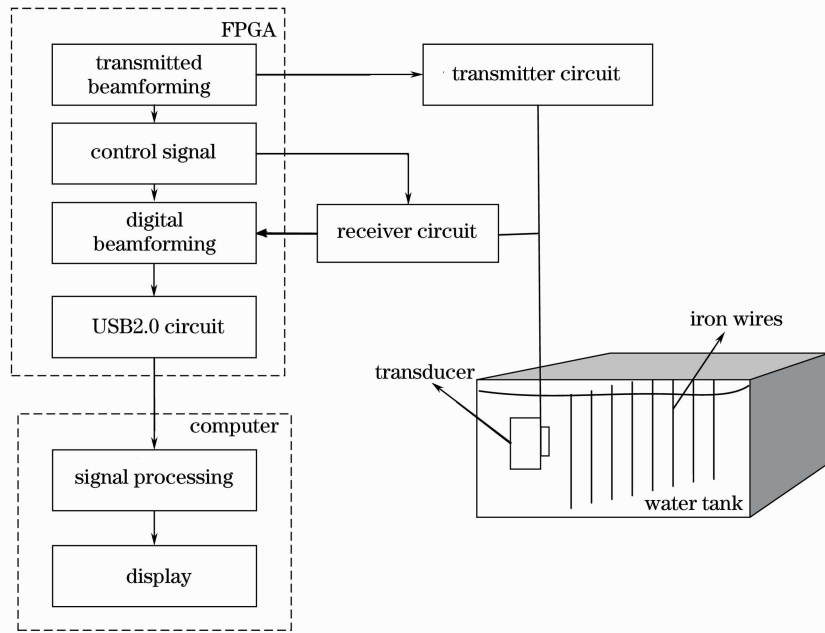 FPGA
transmitted
beamforming
transmitter circuit
control signal
digital
beamforming
receiver circuit
USB2.0 circuit
iron wires
transducer
computer
signal processing
water tank
display